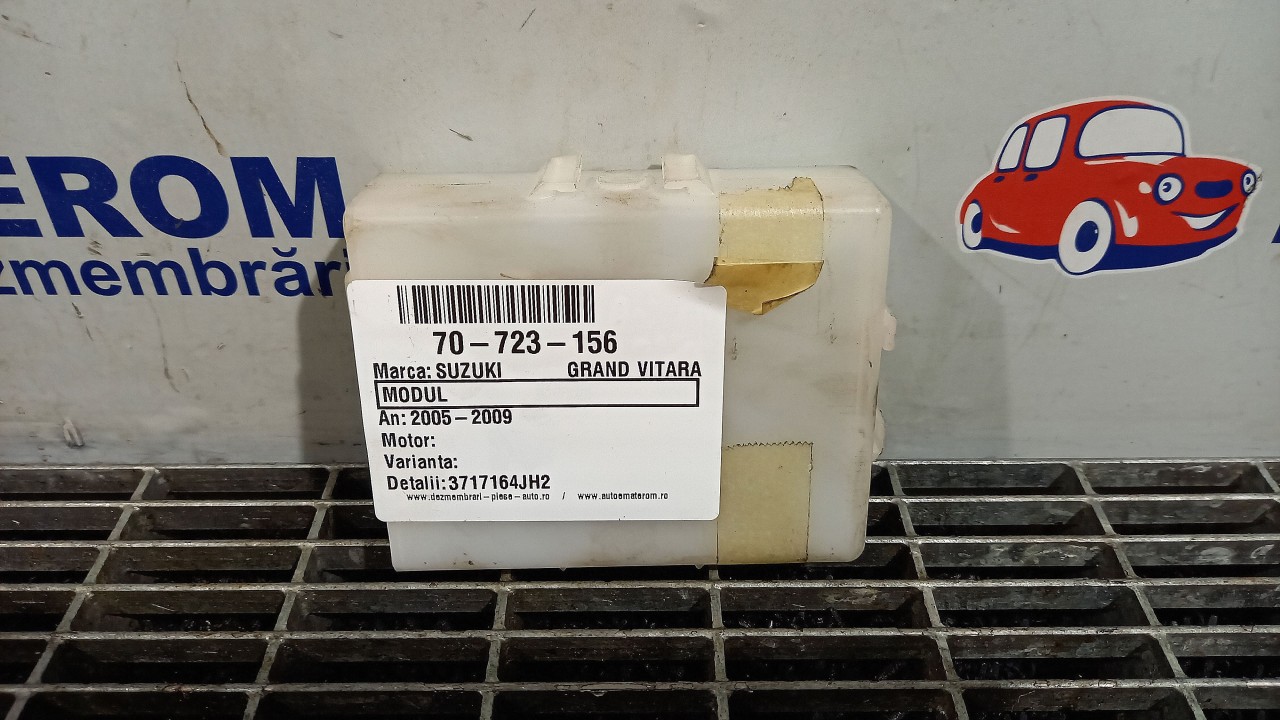 EROM
zmembrări
70-723-156
Marca: SUZUKI GRAND VITARA
MODUL
An: 2005-2009
Motor:
Varianta:
Detalii: 3717164JH2
www.dezmembrari-piese-auto.ro / www.autoematerom.ro